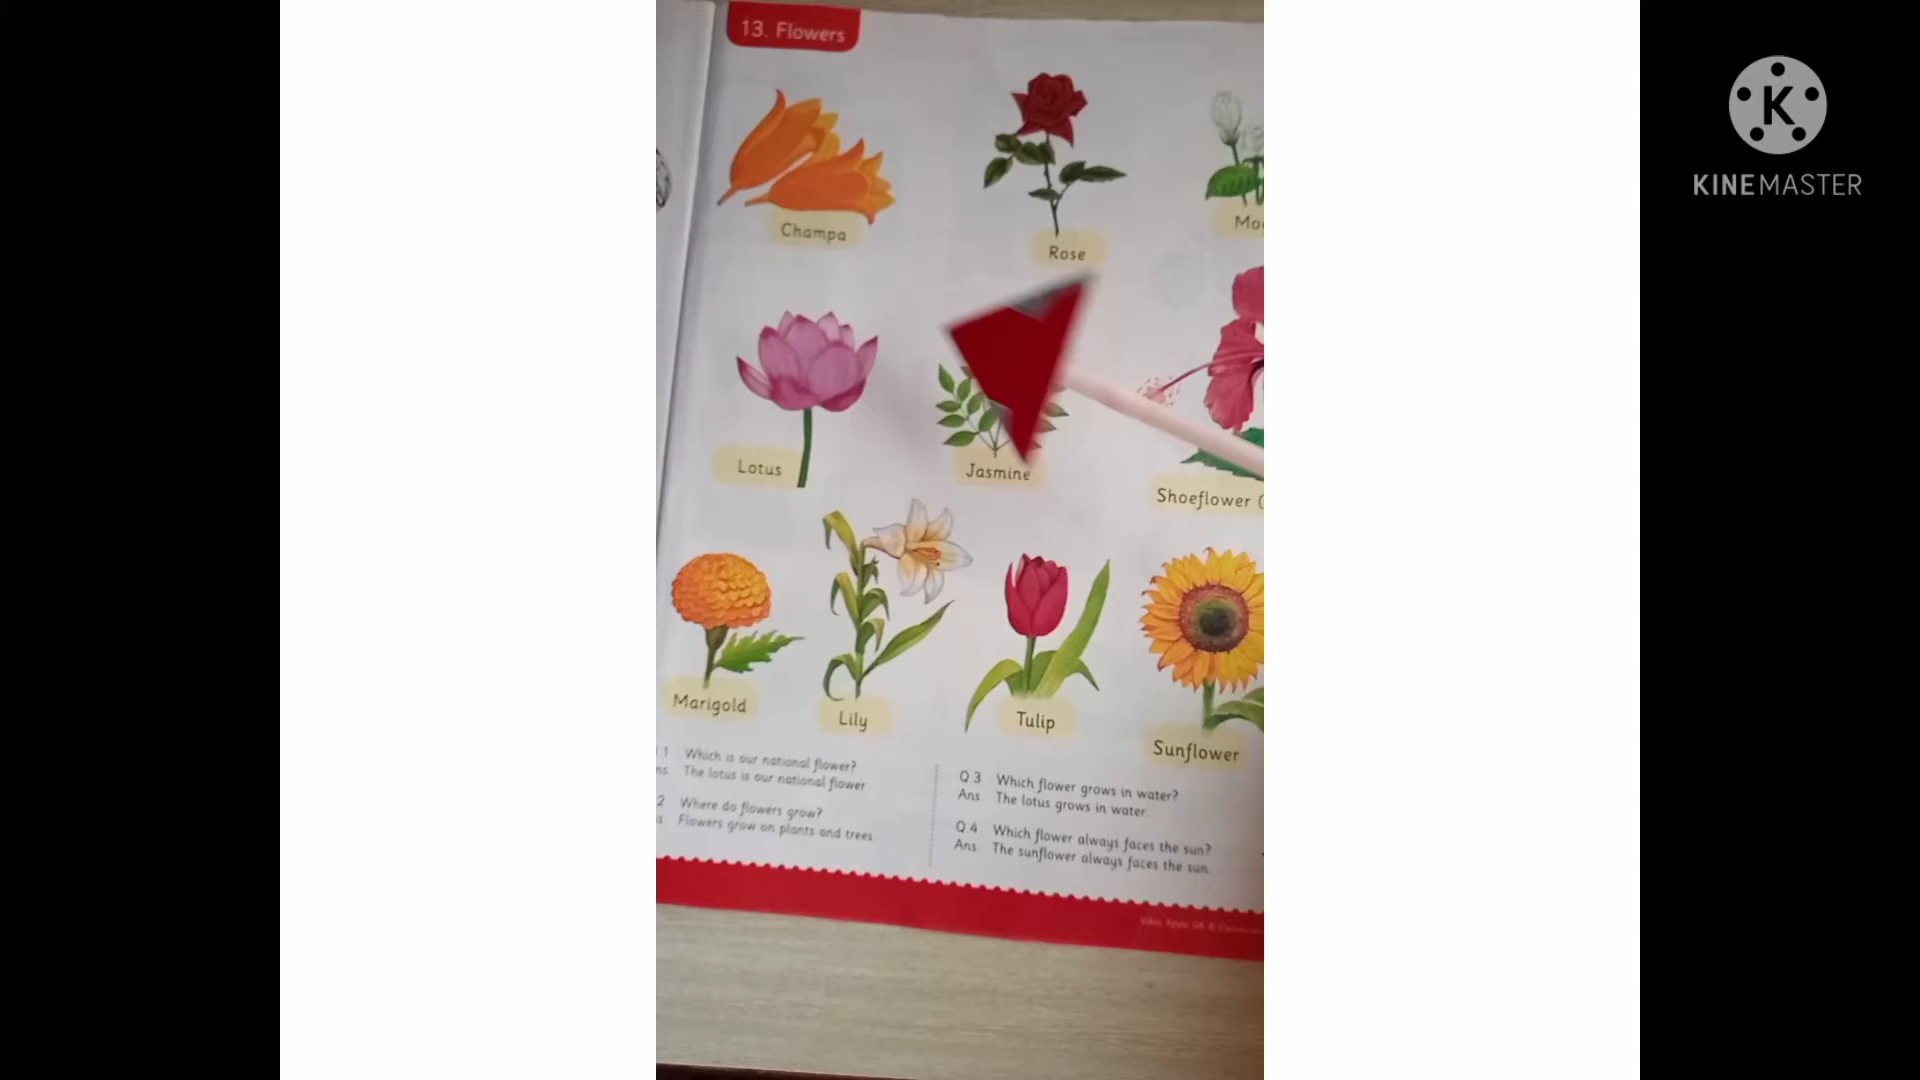 13. Flowers
KINEMASTER
Champa
Rose
Lotus
Jasmine
Shoeflower (
Marigold
Lily
Tulip
Sunflower
1 Which is our national flower?
ns. The lotus is our national flower
2 Where do flowers grow?
s Flowers grow on plants and trees
Q.3 Which flower grows in water?
Ans. The lotus grows in water.
Q.4 Which flower always faces the sun?
Ans. The sunflower always faces the sun.